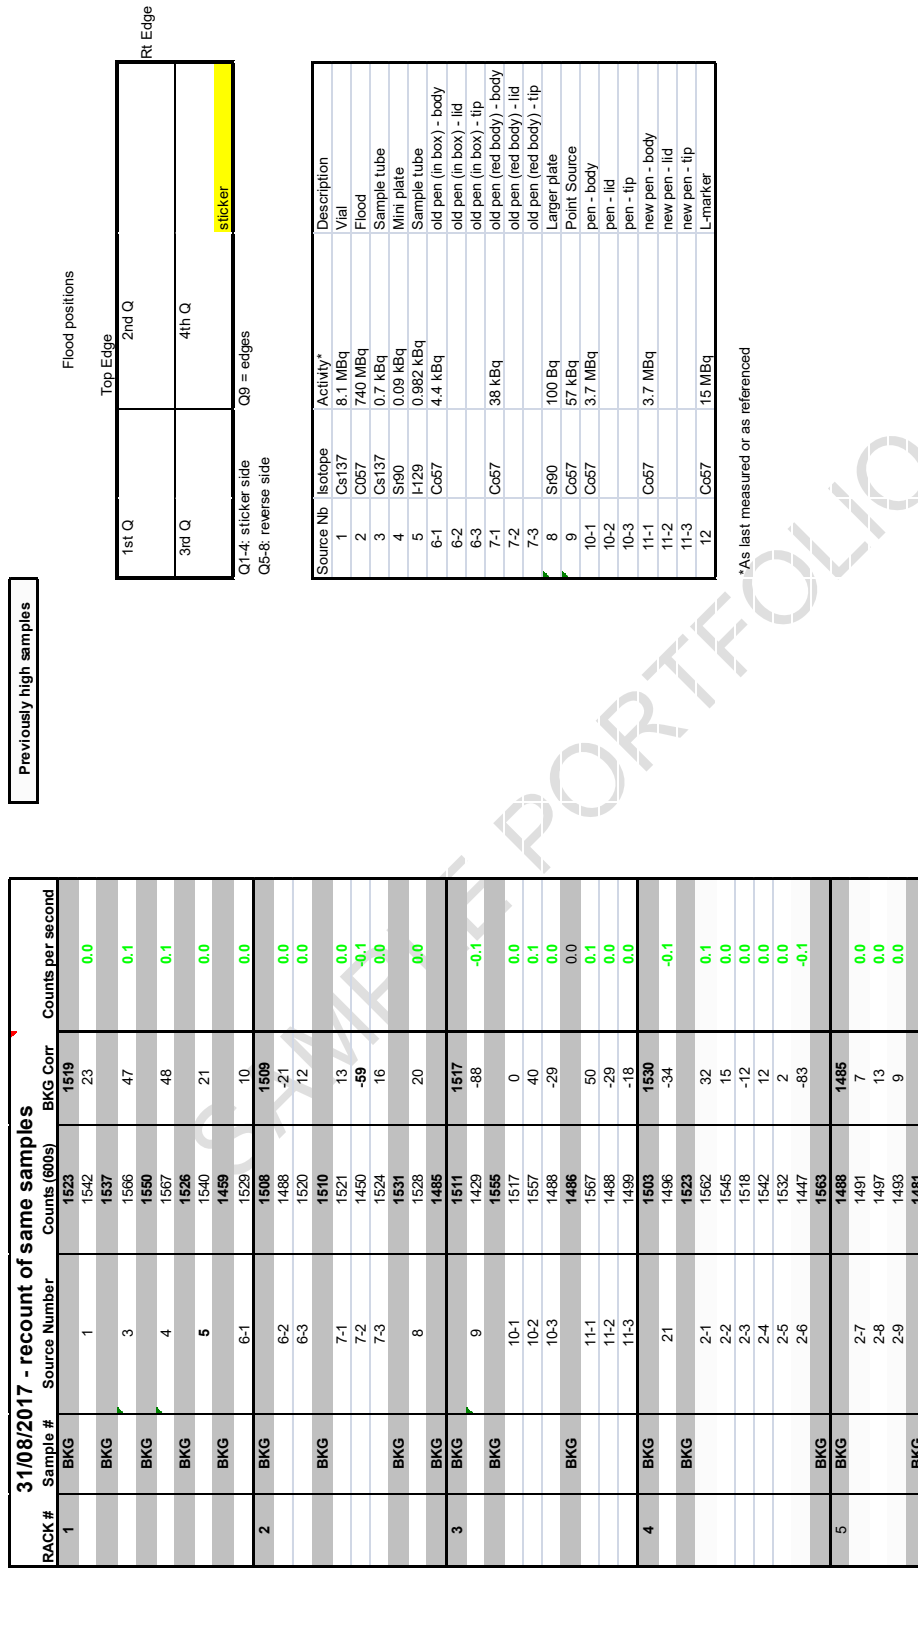 31/08/2017 - recount of same samples
RACK # Sample # Source Number Counts (600s) BKG Corr Counts per second
1 BKG 1523 1519
1 1542 23 0.0
BKG 1537
3 1566 47 0.1
BKG 1550
4 1567 48 0.1
BKG 1526
5 1540 21 0.0
BKG 1459
6-1 1529 10 0.0
2 BKG 1508 1509
6-2 1488 -21 0.0
6-3 1520 12 0.0
BKG 1510
7-1 1521 13 0.0
7-2 1450 -59 -0.1
7-3 1524 16 0.0
BKG 1531
8 1528 20 0.0
BKG 1485
3 BKG 1511 1517
9 1429 -88 -0.1
BKG 1555
10-1 1517 0 0.0
10-2 1557 40 0.1
10-3 1488 -29 0.0
BKG 1486 0.0
11-1 1567 50 0.1
11-2 1488 -29 0.0
11-3 1499 -18 0.0
4 BKG 1503 1530
21 1496 -34 -0.1
BKG 1523
2-1 1562 32 0.1
2-2 1545 15 0.0
2-3 1518 -12 0.0
2-4 1542 12 0.0
2-5 1532 2 0.0
2-6 1447 -83 -0.1
BKG 1563
5 BKG 1488 1485
2-7 1491 7 0.0
2-8 1497 13 0.0
2-9 1493 9 0.0
BKG 1481
Previously high samples
Flood positions
Top Edge
Rt Edge
1st Q 2nd Q
3rd Q 4th Q
sticker
Q1-4: sticker side Q9 = edges
Q5-8: reverse side
Source Nb Isotope Activity* Description
1 Cs137 8.1 MBq Vial
2 C057 740 MBq Flood
3 Cs137 0.7 kBq Sample tube
4 Sr90 0.09 kBq Mini plate
5 I-129 0.982 kBq Sample tube
6-1 Co57 4.4 kBq old pen (in box) - body
6-2 old pen (in box) - lid
6-3 old pen (in box) - tip
7-1 Co57 38 kBq old pen (red body) - body
7-2 old pen (red body) - lid
7-3 old pen (red body) - tip
8 Sr90 100 Bq Larger plate
9 Co57 57 kBq Point Source
10-1 Co57 3.7 MBq pen - body
10-2 pen - lid
10-3 pen - tip
11-1 Co57 3.7 MBq new pen - body
11-2 new pen - lid
11-3 new pen - tip
12 Co57 15 MBq L-marker
*As last measured or as referenced
SAMPLE PORTFOLIO